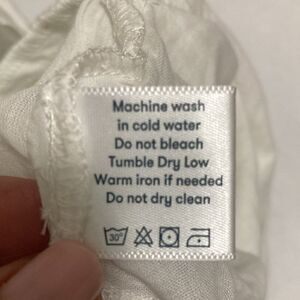 Machine wash
in cold water
Do not bleach
Tumble Dry Low
Warm iron if needed
Do not dry clean
30°